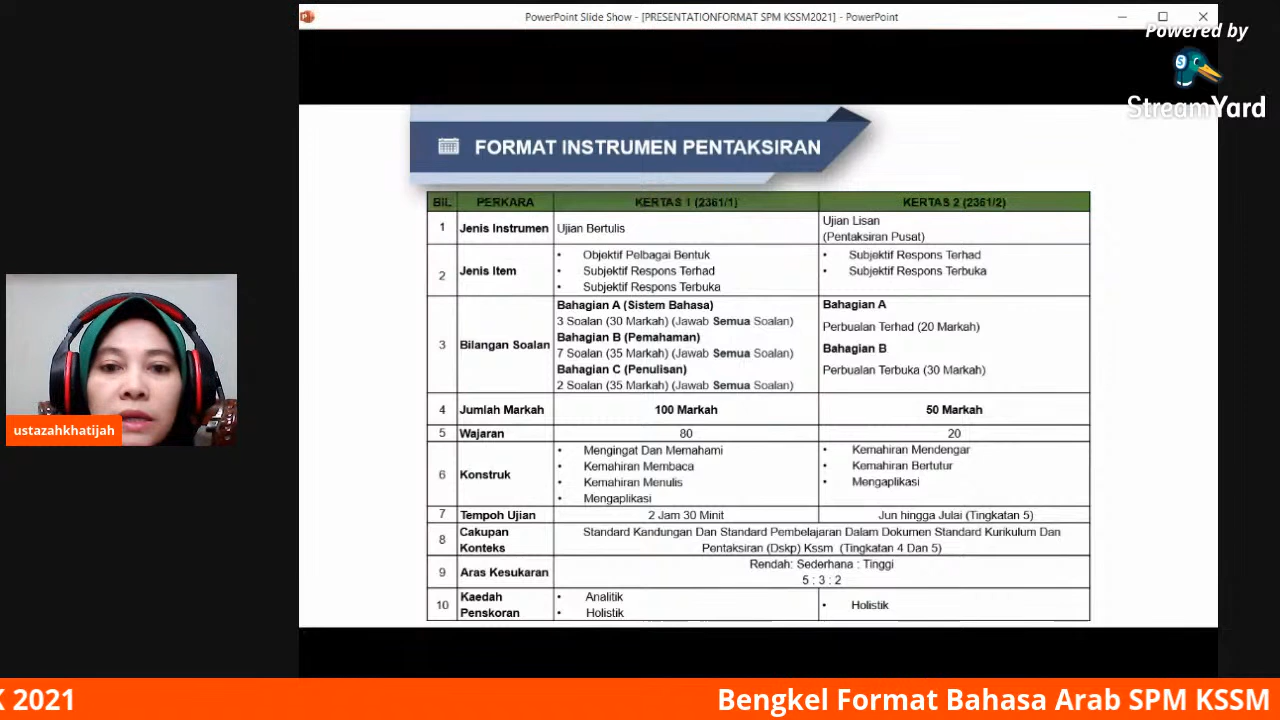 PowerPoint Slide Show - [PRESENTATIONFORMAT SPM KSSM2021] - PowerPoint
Powered by
StreamYard
FORMAT INSTRUMEN PENTAKSIRAN
BIL PERKARA KERTAS 1 (2361/1) KERTAS 2 (2361/2)
1 Jenis Instrumen Ujian Bertulis Ujian Lisan
(Pentaksiran Pusat)
2 Jenis Item
• Objektif Pelbagai Bentuk
• Subjektif Respons Terhad
• Subjektif Respons Terbuka
• Subjektif Respons Terhad
• Subjektif Respons Terbuka
3 Bilangan Soalan
Bahagian A (Sistem Bahasa)
3 Soalan (30 Markah) (Jawab Semua Soalan)
Bahagian B (Pemahaman)
7 Soalan (35 Markah) (Jawab Semua Soalan)
Bahagian C (Penulisan)
2 Soalan (35 Markah) (Jawab Semua Soalan)
Bahagian A
Perbualan Terhad (20 Markah)
Bahagian B
Perbualan Terbuka (30 Markah)
4 Jumlah Markah 100 Markah 50 Markah
5 Wajaran 80 20
6 Konstruk
• Mengingat Dan Memahami
• Kemahiran Membaca
• Kemahiran Menulis
• Mengaplikasi
• Kemahiran Mendengar
• Kemahiran Bertutur
• Mengaplikasi
7 Tempoh Ujian 2 Jam 30 Minit Jun hingga Julai (Tingkatan 5)
8 Cakupan
Konteks
Standard Kandungan Dan Standard Pembelajaran Dalam Dokumen Standard Kurikulum Dan
Pentaksiran (Dskp) Kssm (Tingkatan 4 Dan 5)
9 Aras Kesukaran Rendah: Sederhana : Tinggi
5 : 3 : 2
10 Kaedah
Penskoran
• Analitik
• Holistik
• Holistik
ustazahkhatijah
K 2021
Bengkel Format Bahasa Arab SPM KSSM